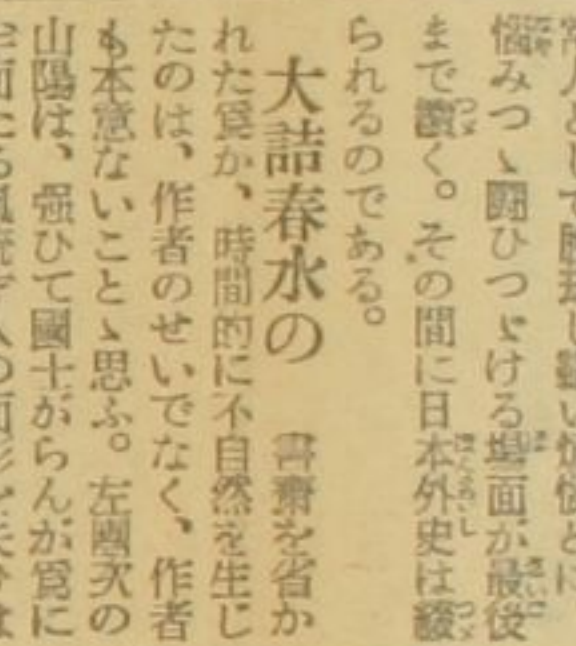 悩みつゝ鬪ひつゞける場面が最後
まで續く。その間に日本外史は綴
られるのである。
大詰春水の 書齋を省か
れた爲か、時間的に不自然を生じ
たのは、作者のせいでなく、作者
も本意ないことゝ思ふ。左團次の
山陽は、强ひて國士がらんが爲に